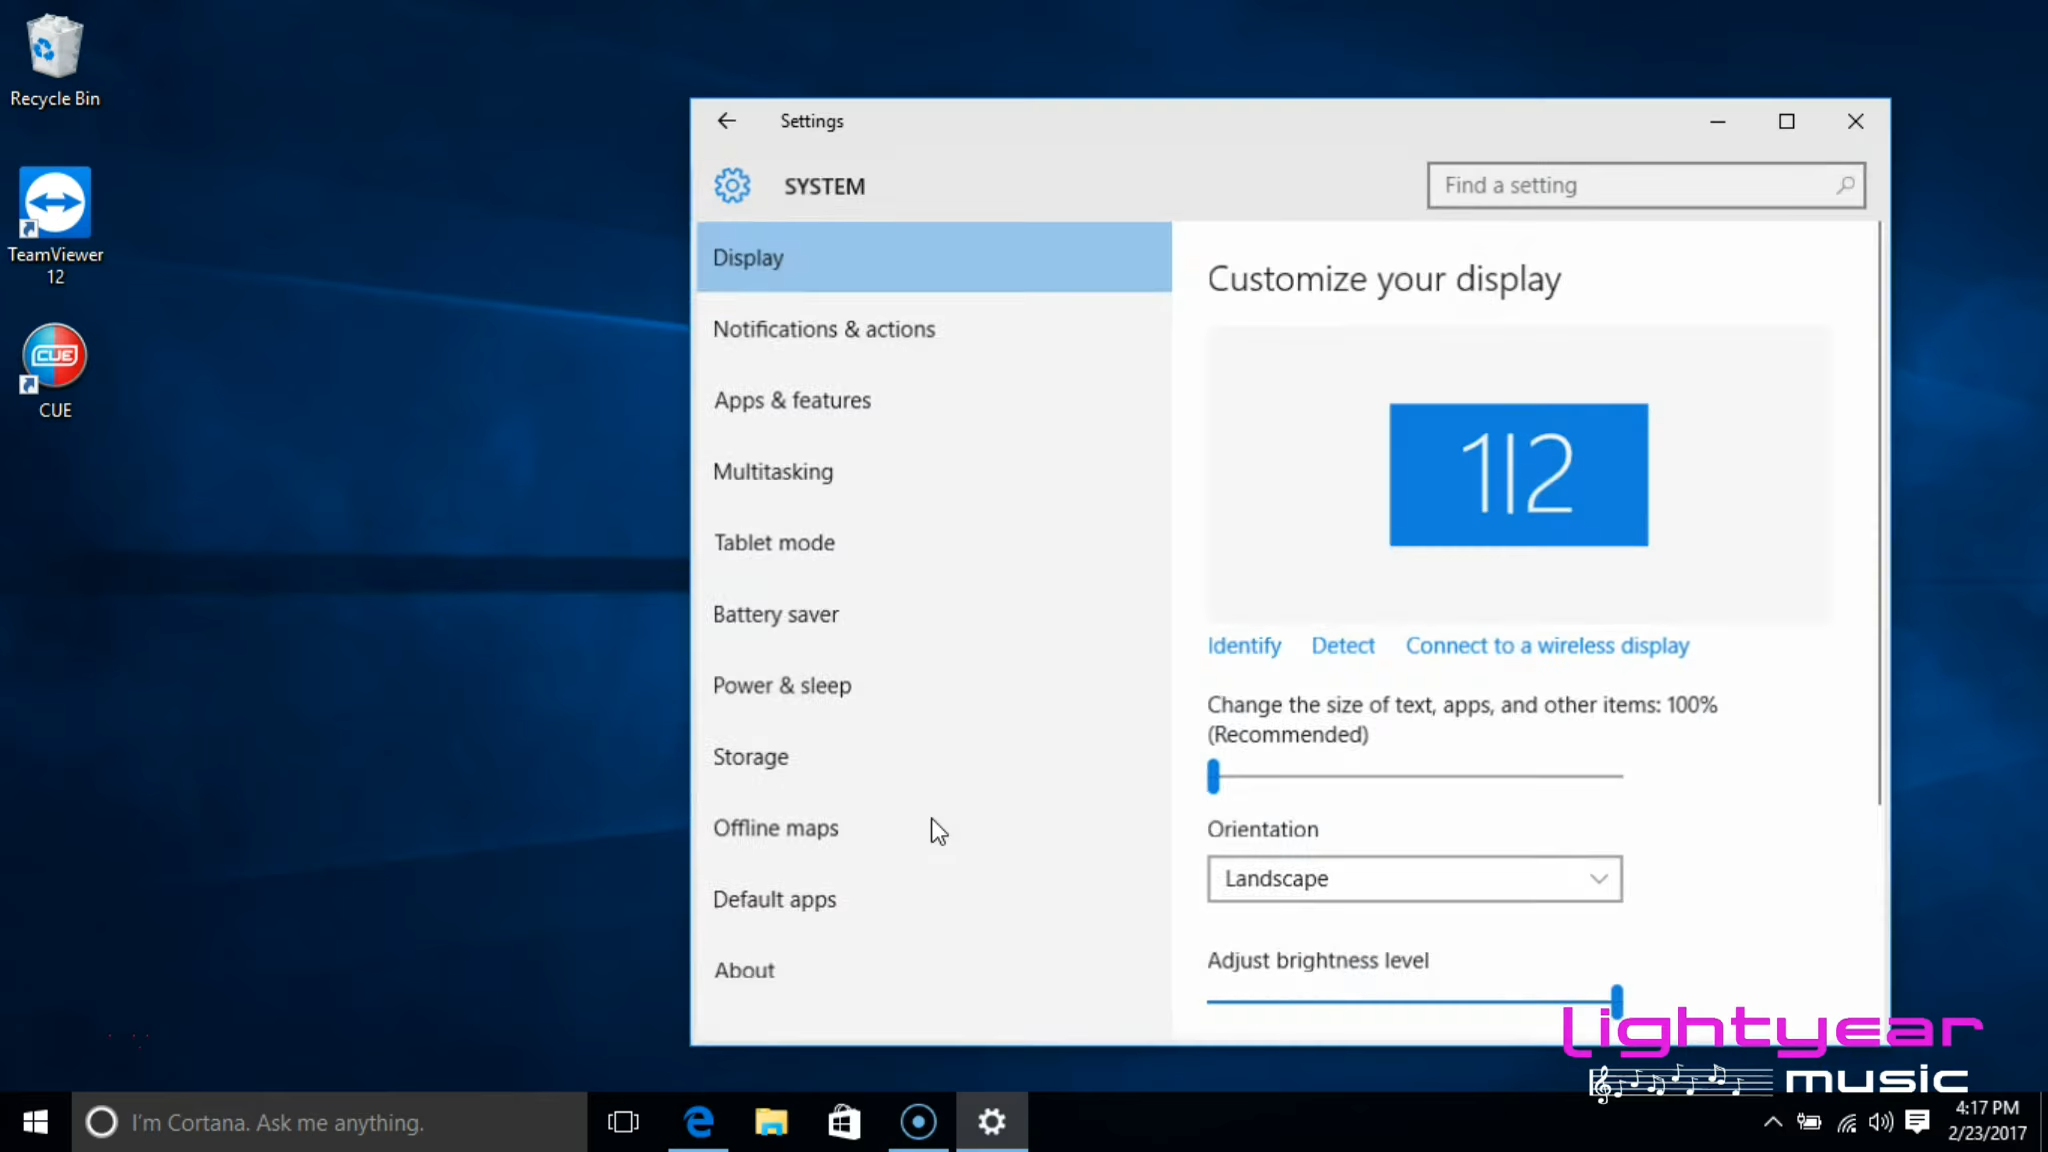 Recycle Bin
TeamViewer
12
CUE
CUE
Settings
SYSTEM
Find a setting
Display
Notifications & actions
Apps & features
Multitasking
Tablet mode
Battery saver
Power & sleep
Storage
Offline maps
Default apps
About
Customize your display
1|2
Identify Detect Connect to a wireless display
Change the size of text, apps, and other items: 100%
(Recommended)
Orientation
Landscape
Adjust brightness level
Lightyear
music
I'm Cortana. Ask me anything.
4:17 PM
2/23/2017